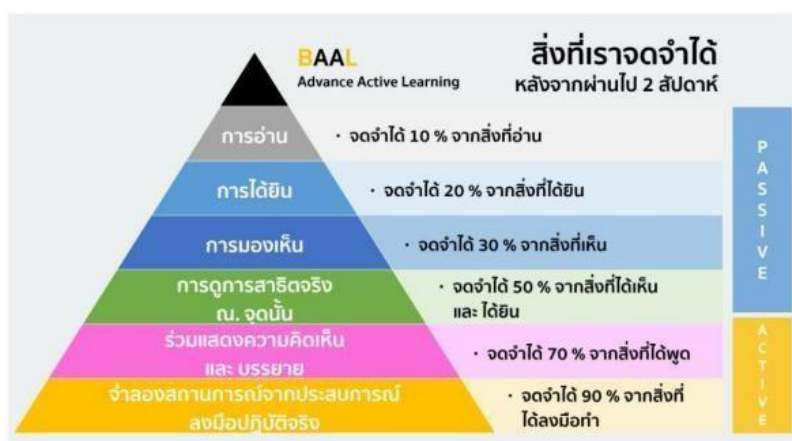 BAAL
Advance Active Learning
สิ่งที่เราจดจำได้
หลังจากผ่านไป 2 สัปดาห์
การอ่าน
· จดจำได้ 10 % จากสิ่งที่อ่าน
การได้ยิน
· จดจำได้ 20 % จากสิ่งที่ได้ยิน
การมองเห็น
· จดจำได้ 30 % จากสิ่งที่เห็น
การดูการสาธิตจริง
ณ. จุดนั้น
· จดจำได้ 50 % จากสิ่งที่ได้เห็น
และ ได้ยิน
ร่วมแสดงความคิดเห็น
และ บรรยาย
· จดจำได้ 70 % จากสิ่งที่ได้พูด
จำลองสถานการณ์จากประสบการณ์
ลงมือปฏิบัติจริง
· จดจำได้ 90 % จากสิ่งที่
ได้ลงมือทำ
PASSIVE
ACTIVE